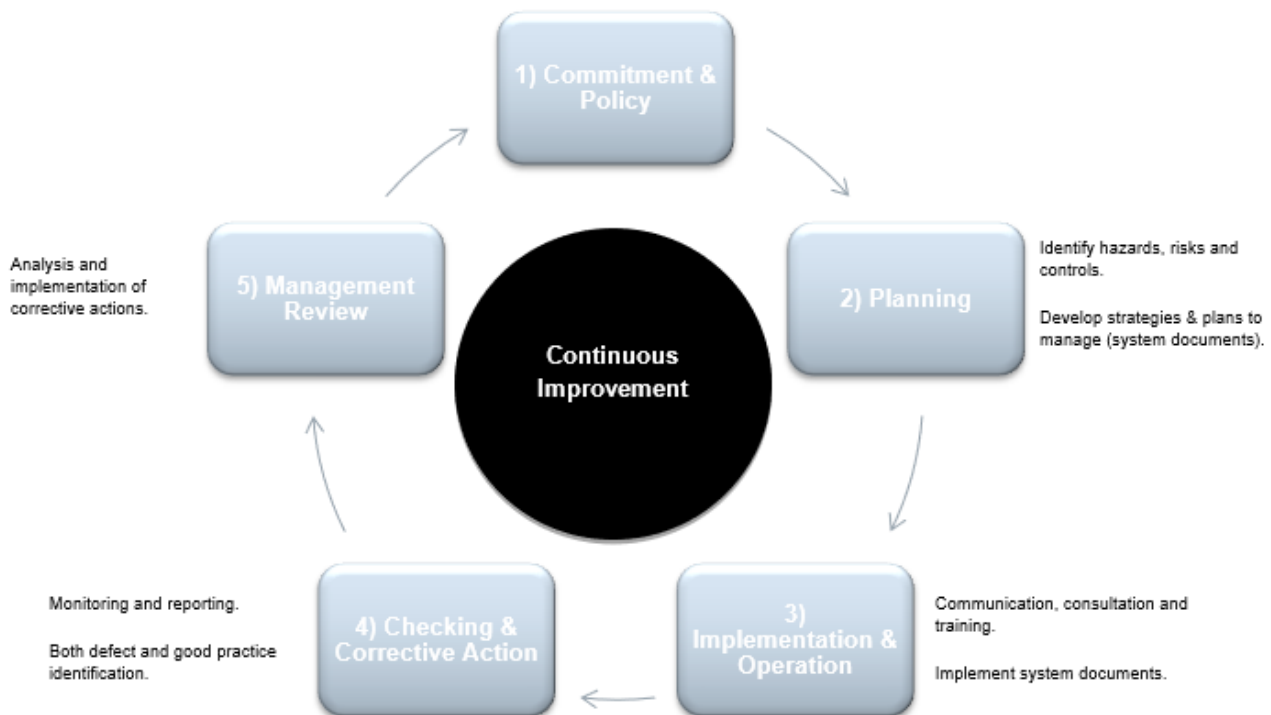 1) Commitment &
Policy
2) Planning
Identify hazards, risks and
controls.
Develop strategies & plans to
manage (system documents).
3)
Implementation &
Operation
Communication, consultation and
training.
Implement system documents.
4) Checking &
Corrective Action
Monitoring and reporting.
Both defect and good practice
identification.
5) Management
Review
Analysis and
implementation of
corrective actions.
Continuous
Improvement